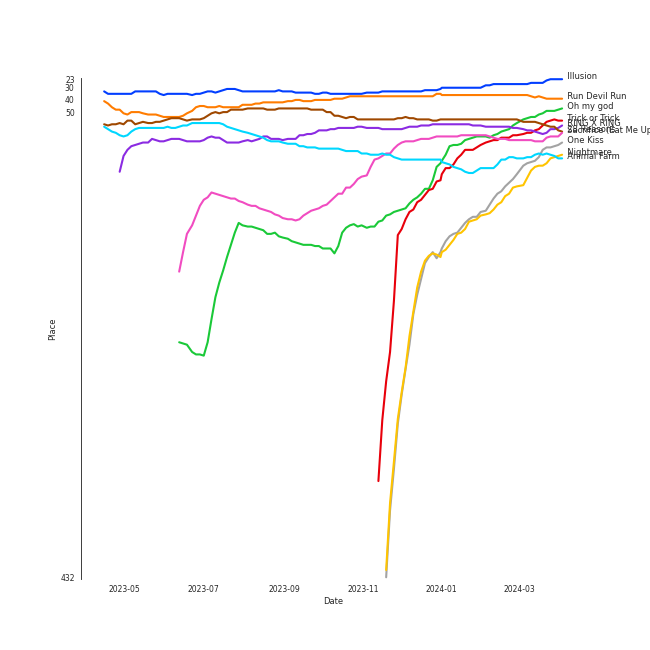 23
30
40
50
432
Place
2023-05
2023-07
2023-09
2023-11
2024-01
2024-03
Date
Illusion
Run Devil Run
Oh my god
Trick or Trick
RING X RING
28 Reasons
(Eat Me Up
One Kiss
Nightmare
Animal Farm